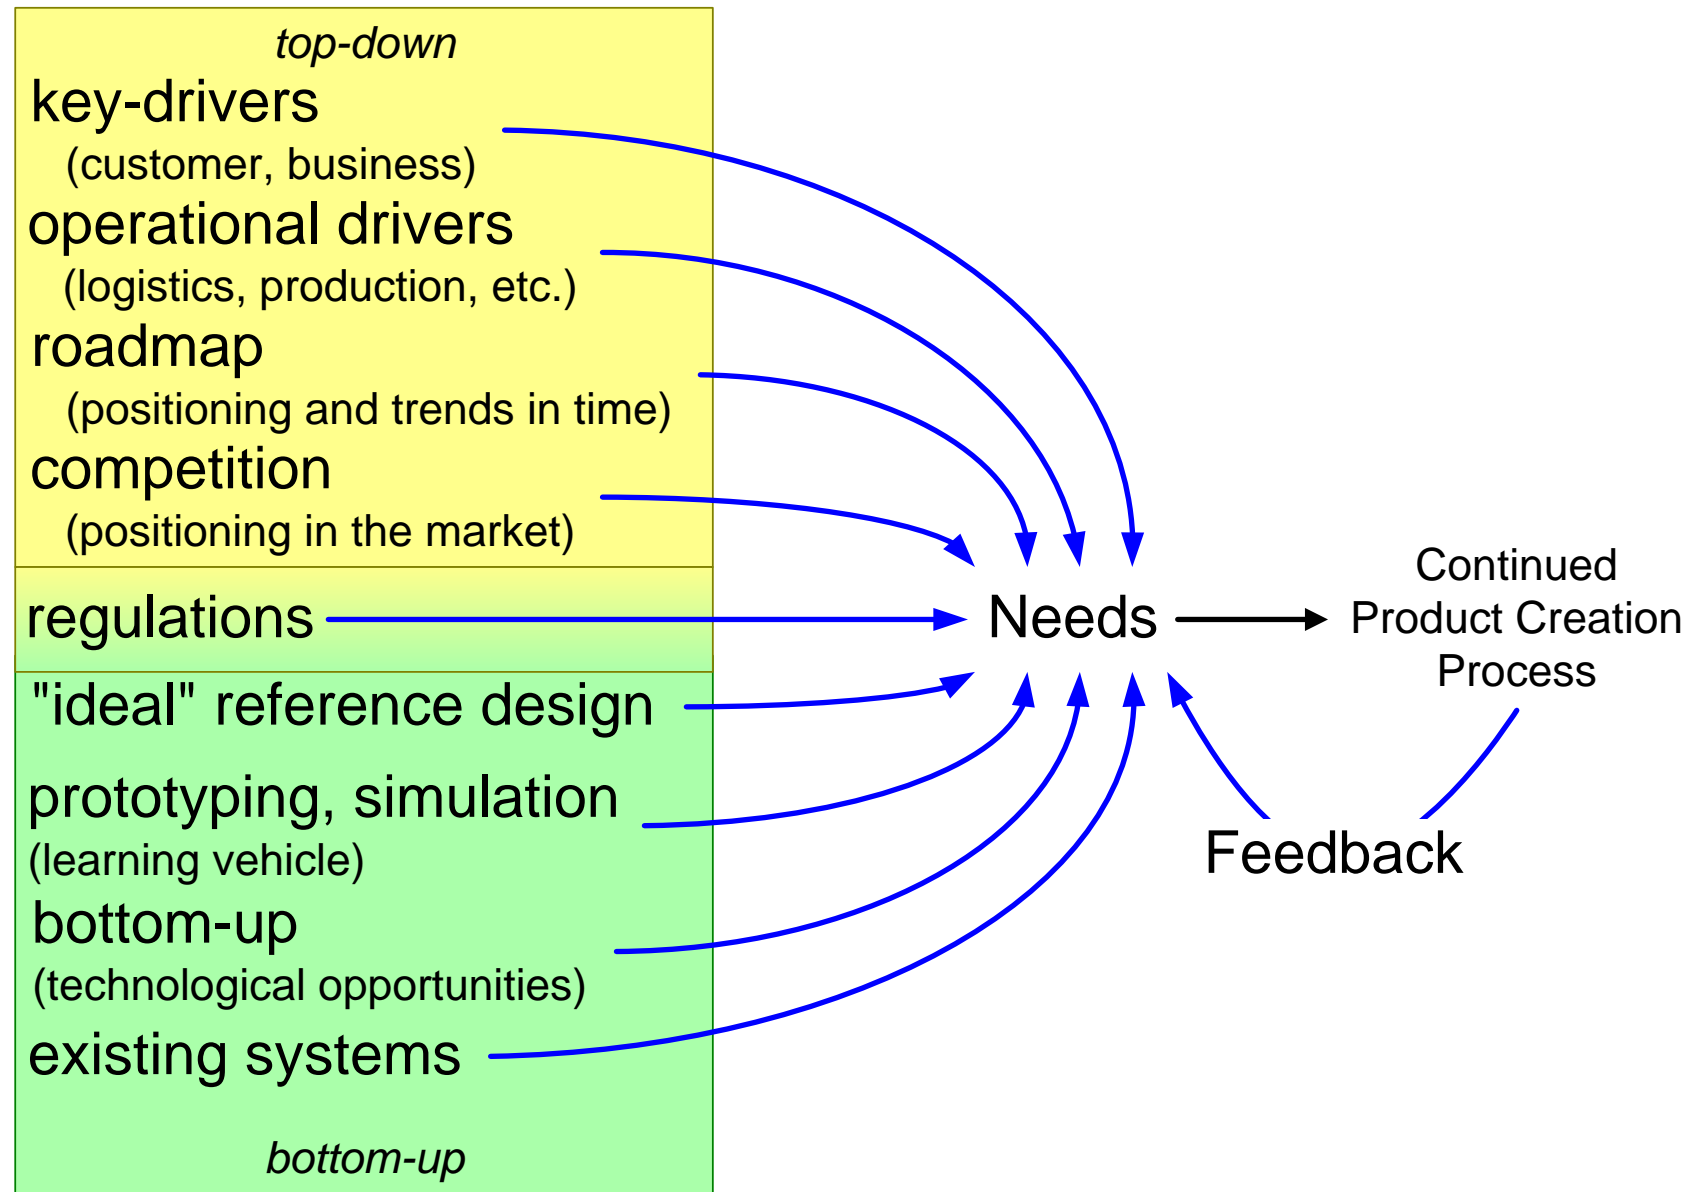 top-down
key-drivers
(customer, business)
operational drivers
(logistics, production, etc.)
roadmap
(positioning and trends in time)
competition
(positioning in the market)
regulations
"ideal" reference design
prototyping, simulation
(learning vehicle)
bottom-up
(technological opportunities)
existing systems
bottom-up
Needs
Continued
Product Creation
Process
Feedback